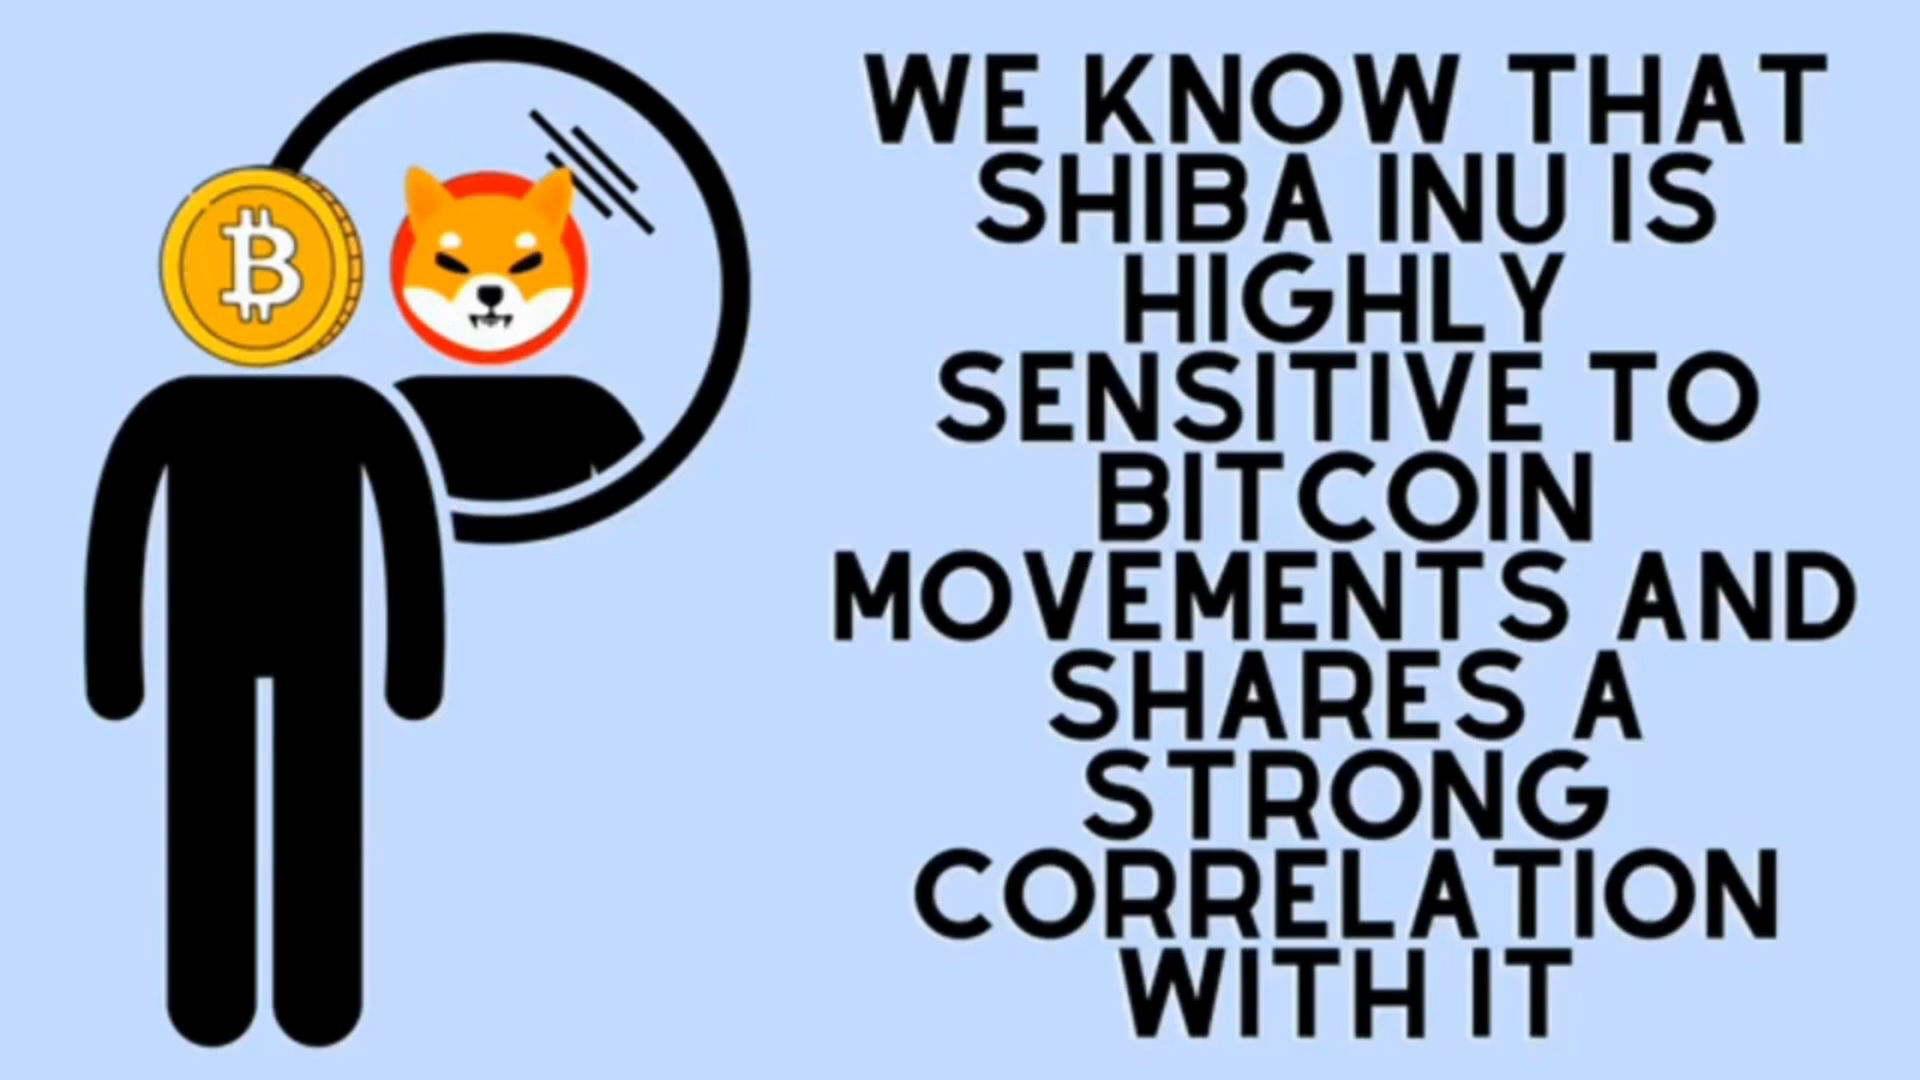 WE KNOW THAT
SHIBA INU IS
HIGHLY
SENSITIVE TO
BITCOIN
MOVEMENTS AND
SHARES A
STRONG
CORRELATION
WITH IT